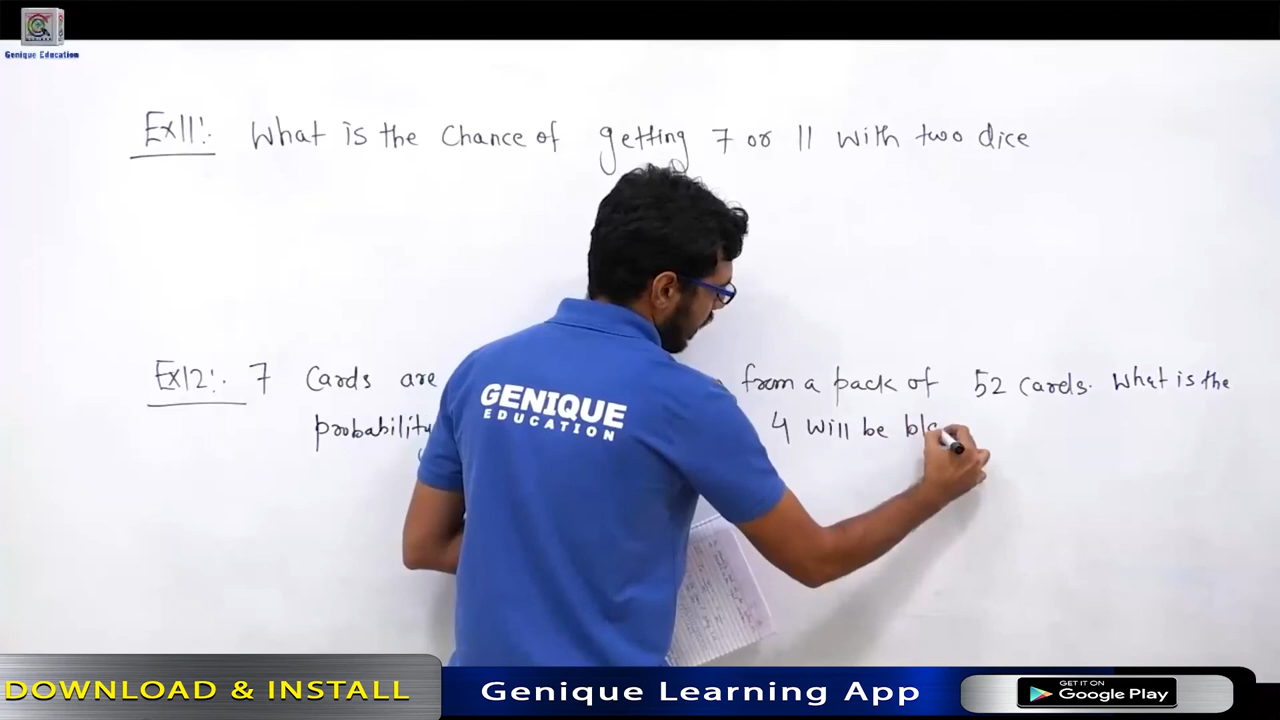 Genique Education
Ex11:. What is the Chance of getting 7 or 11 with two dice
Ex12:. 7 Cards are from a pack of 52 cards. What is the
probability 4 will be bla
GENIQUE
EDUCATION
DOWNLOAD & INSTALL
Genique Learning App
GET IT ON
Google Play